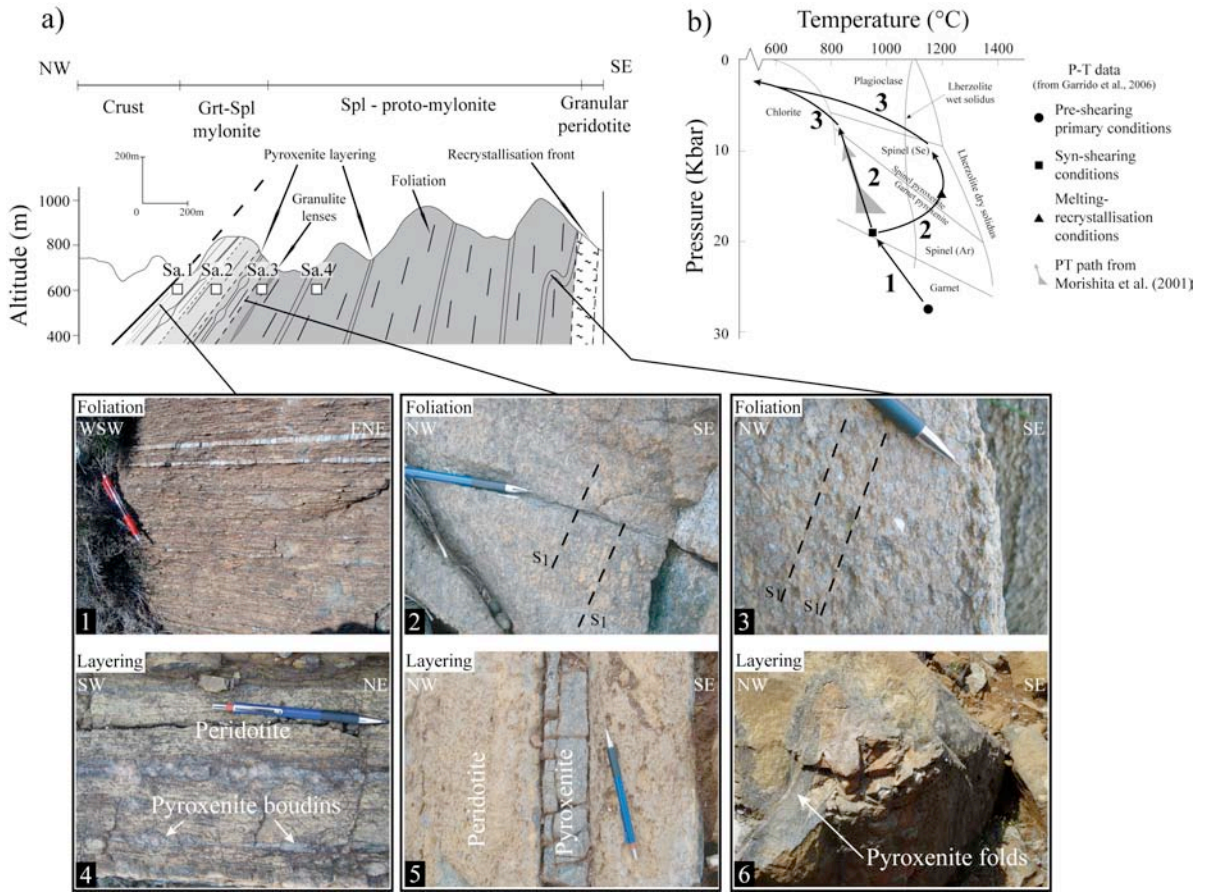 a)
NW
SE
Crust
Grt-Spl
mylonite
Spl - proto-mylonite
Granular
peridotite
200m
200m
Pyroxenite layering
Granulite
lenses
Foliation
Recrystallisation front
Altitude (m)
1000
800
600
400
Sa.1
Sa.2
Sa.3
Sa.4
b)
Temperature (°C)
600
800
1000
1200
1400
Pressure (Kbar)
0
10
20
30
Plagioclase
Lherzolite
wet solidus
Chlorite
3
3
Spinel (Sc)
Lherzolite dry solidus
Spinel pyroxenite
Garnet pyroxenite
2
2
Spinel (Ar)
1
Garnet
P-T data
(from Garrido et al., 2006)
Pre-shearing
primary conditions
Syn-shearing
conditions
Melting-
recrystallisation
conditions
PT path from
Morishita et al. (2001)
Foliation
WSW
ENE
1
Foliation
NW
SE
S1
S1
2
Foliation
NW
SE
S1
S1
3
Layering
SW
NE
Peridotite
Pyroxenite boudins
4
Layering
NW
SE
Peridotite
Pyroxenite
5
Layering
NW
SE
Pyroxenite folds
6